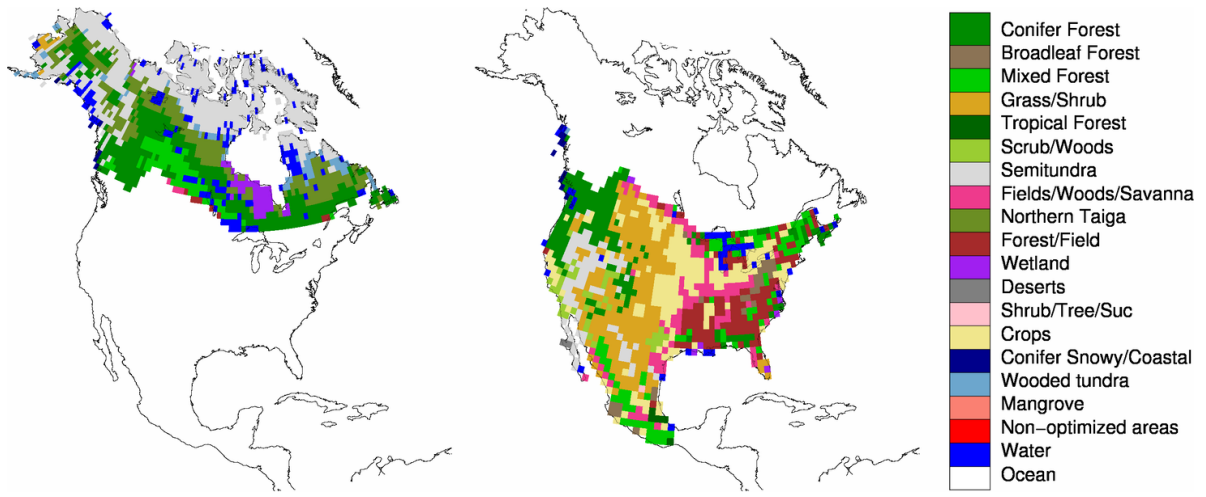 Conifer Forest
Broadleaf Forest
Mixed Forest
Grass/Shrub
Tropical Forest
Scrub/Woods
Semitundra
Fields/Woods/Savanna
Northern Taiga
Forest/Field
Wetland
Deserts
Shrub/Tree/Suc
Crops
Conifer Snowy/Coastal
Wooded tundra
Mangrove
Non−optimized areas
Water
Ocean